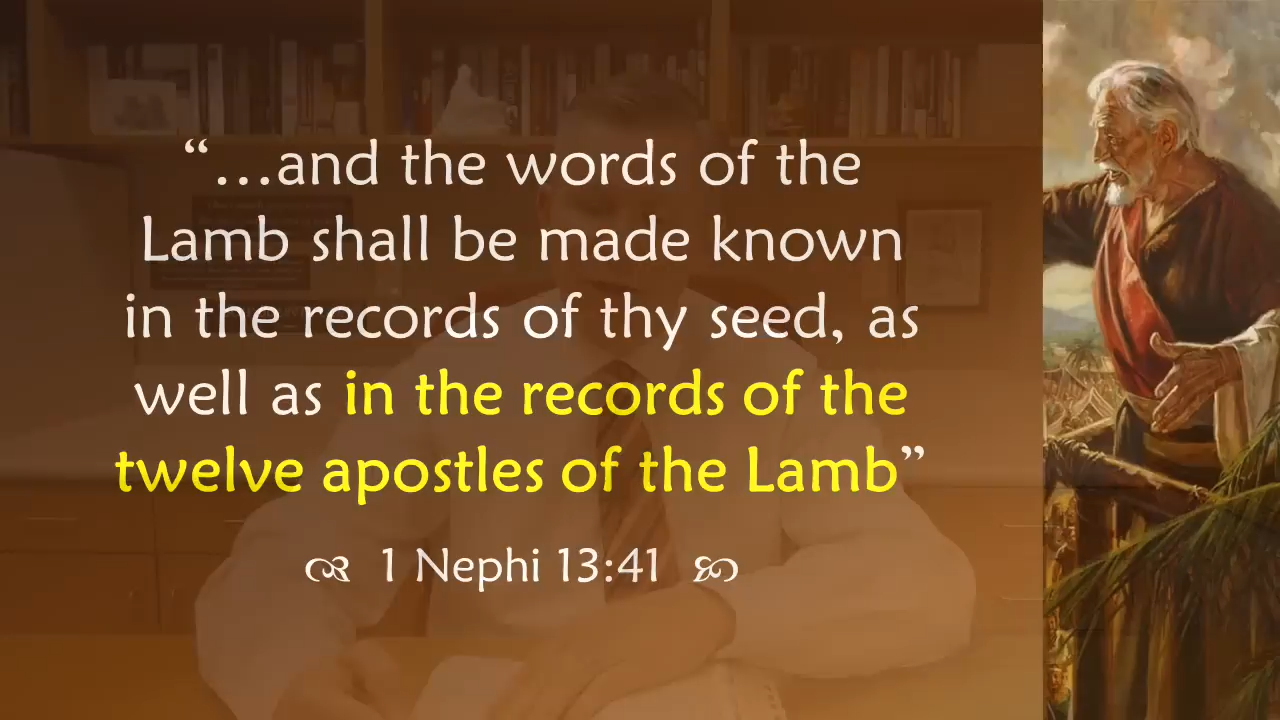 “…and the words of the
Lamb shall be made known
in the records of thy seed, as
well as in the records of the
twelve apostles of the Lamb”
1 Nephi 13:41